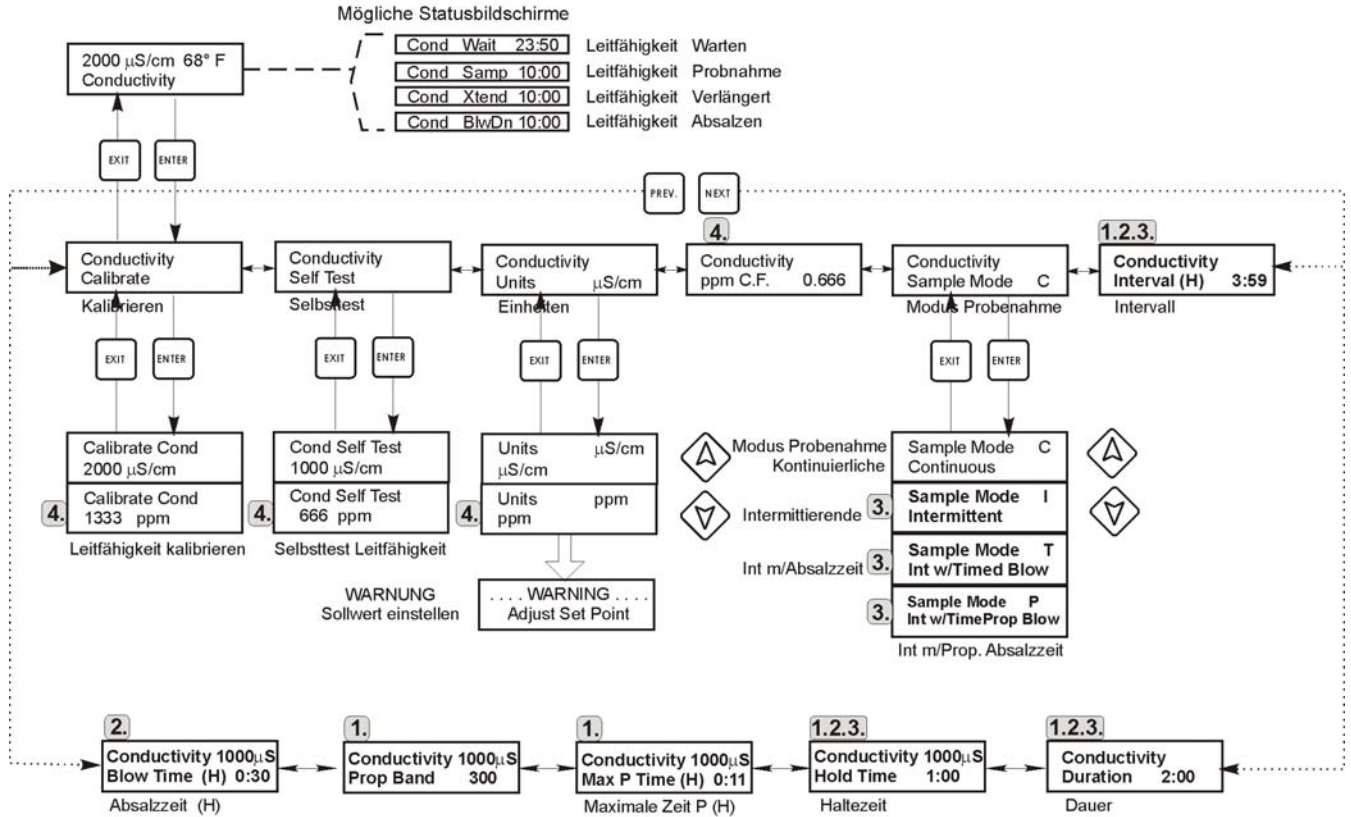 Mögliche Statusbildschirme
2000 μS/cm 68° F
Conductivity
Cond Wait 23:50
Leitfähigkeit Warten
Cond Samp 10:00
Leitfähigkeit Probnahme
Cond Xtend 10:00
Leitfähigkeit Verlängert
Cond BlwDn 10:00
Leitfähigkeit Absalzen
EXIT
ENTER
PREV.
NEXT
Conductivity
Calibrate
Kalibrieren
Conductivity
Self Test
Selbsttest
Conductivity
Units μS/cm
Einheiten
4.
Conductivity
ppm C.F. 0.666
Conductivity
Sample Mode C
Modus Probenahme
1.2.3.
Conductivity
Interval (H) 3:59
Intervall
EXIT
ENTER
EXIT
ENTER
EXIT
ENTER
EXIT
ENTER
Calibrate Cond
2000 μS/cm
4.
Calibrate Cond
1333 ppm
Leitfähigkeit kalibrieren
Cond Self Test
1000 μS/cm
4.
Cond Self Test
666 ppm
Selbsttest Leitfähigkeit
Units μS/cm
μS/cm
4.
Units ppm
ppm
WARNUNG
Sollwert einstellen
. . . . WARNING . . . .
Adjust Set Point
Modus Probenahme
Kontinuierliche
Sample Mode C
Continuous
Intermittierende
3.
Sample Mode I
Intermittent
Int m/Absalzzeit
3.
Sample Mode T
Int w/Timed Blow
3.
Sample Mode P
Int w/TimeProp Blow
Int m/Prop. Absalzzeit
2.
Conductivity 1000μS
Blow Time (H) 0:30
Absalzzeit (H)
1.
Conductivity 1000μS
Prop Band 300
1.
Conductivity 1000μS
Max P Time (H) 0:11
Maximale Zeit P (H)
1.2.3.
Conductivity 1000μS
Hold Time 1:00
Haltezeit
1.2.3.
Conductivity
Duration 2:00
Dauer